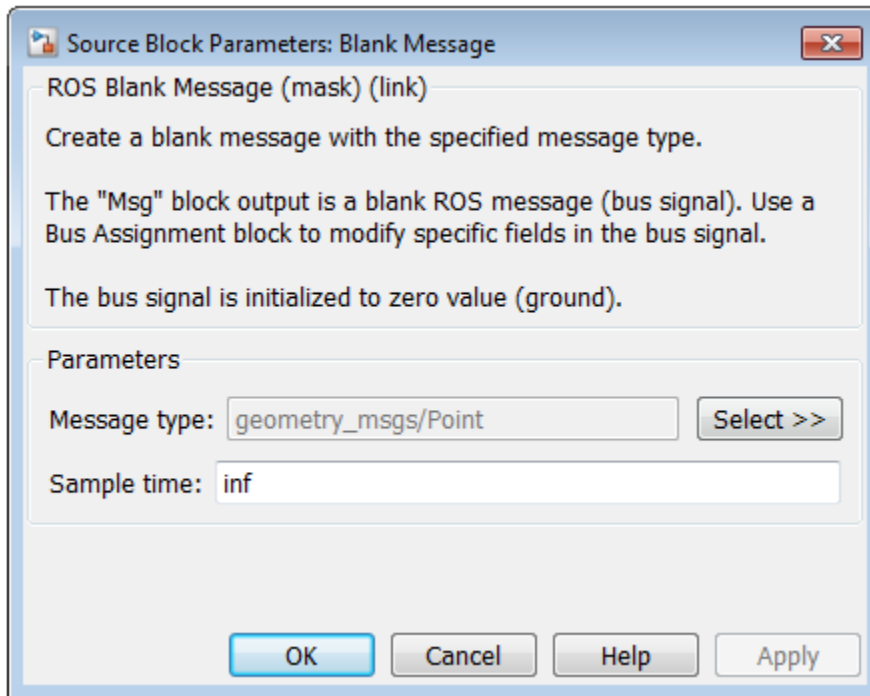 Source Block Parameters: Blank Message
ROS Blank Message (mask) (link)
Create a blank message with the specified message type.
The "Msg" block output is a blank ROS message (bus signal). Use a
Bus Assignment block to modify specific fields in the bus signal.
The bus signal is initialized to zero value (ground).
Parameters
Message type: geometry_msgs/Point Select >>
Sample time: inf
OK Cancel Help Apply